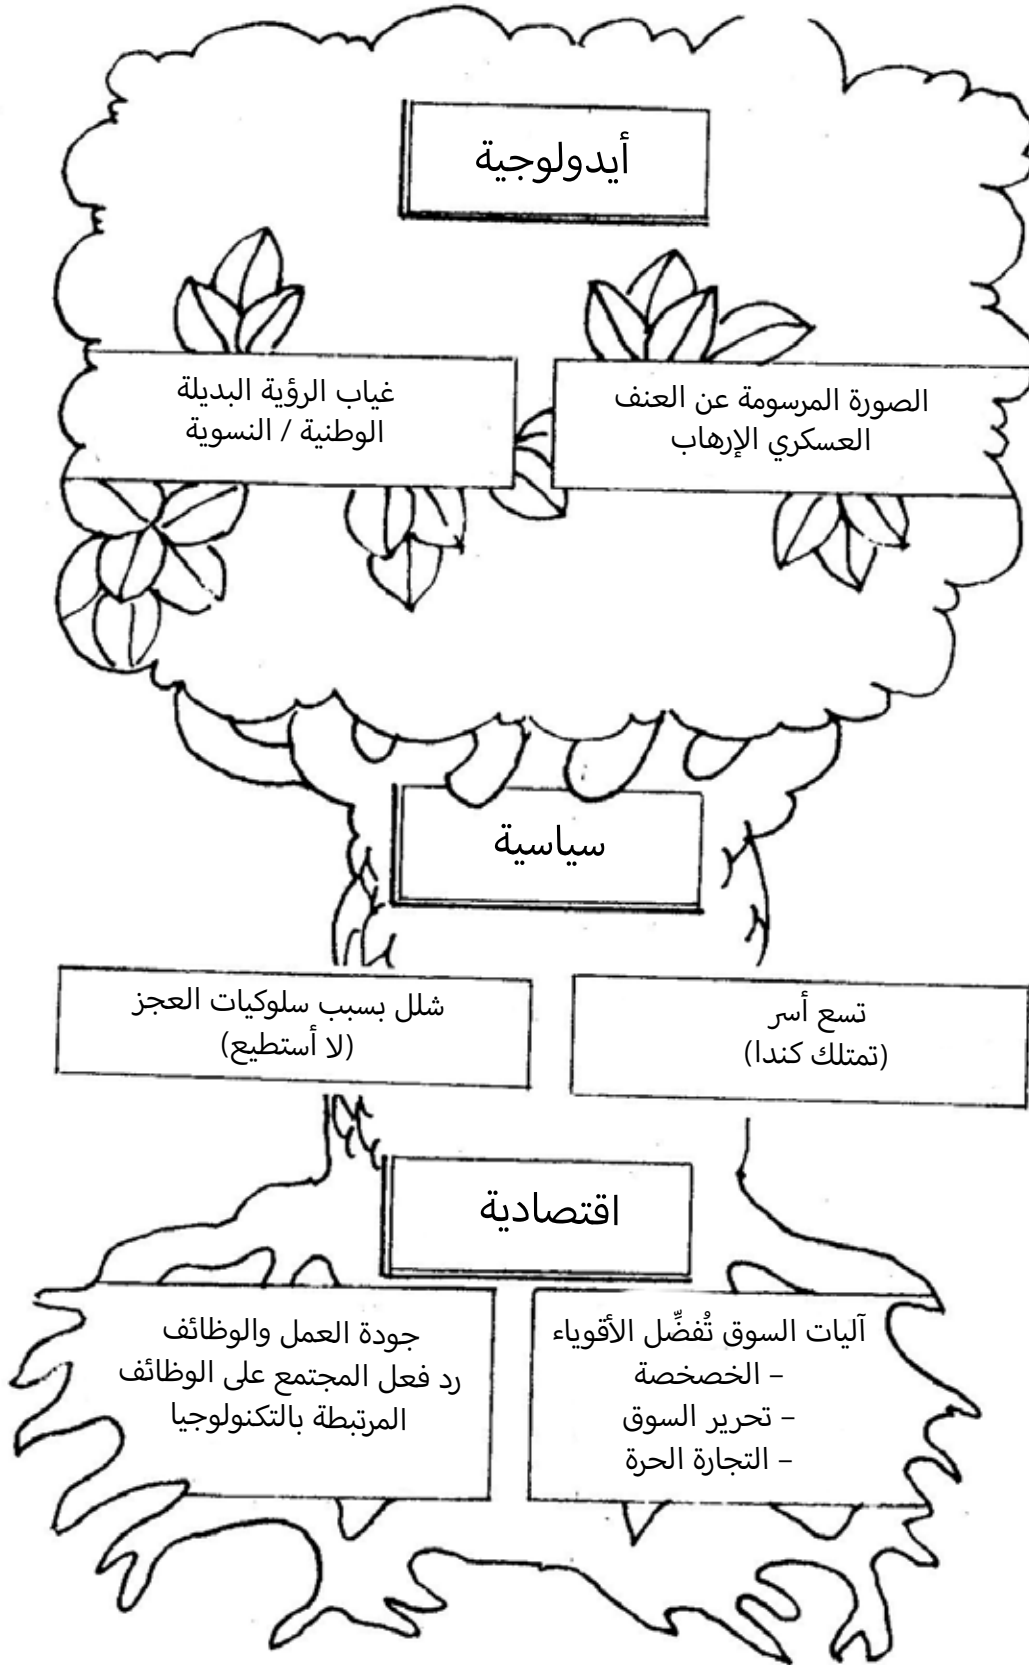 أيدولوجية
الصورة المرسومة عن العنف
العسكري الإرهاب
غياب الرؤية البديلة
الوطنية / النسوية
سياسية
تسع أسر
(تمتلك كندا)
شلل بسبب سلوكيات العجز
(لا أستطيع)
اقتصادية
آليات السوق تُفضِّل الأقوياء
– الخصخصة
– تحرير السوق
– التجارة الحرة
جودة العمل والوظائف
رد فعل المجتمع على الوظائف
المرتبطة بالتكنولوجيا